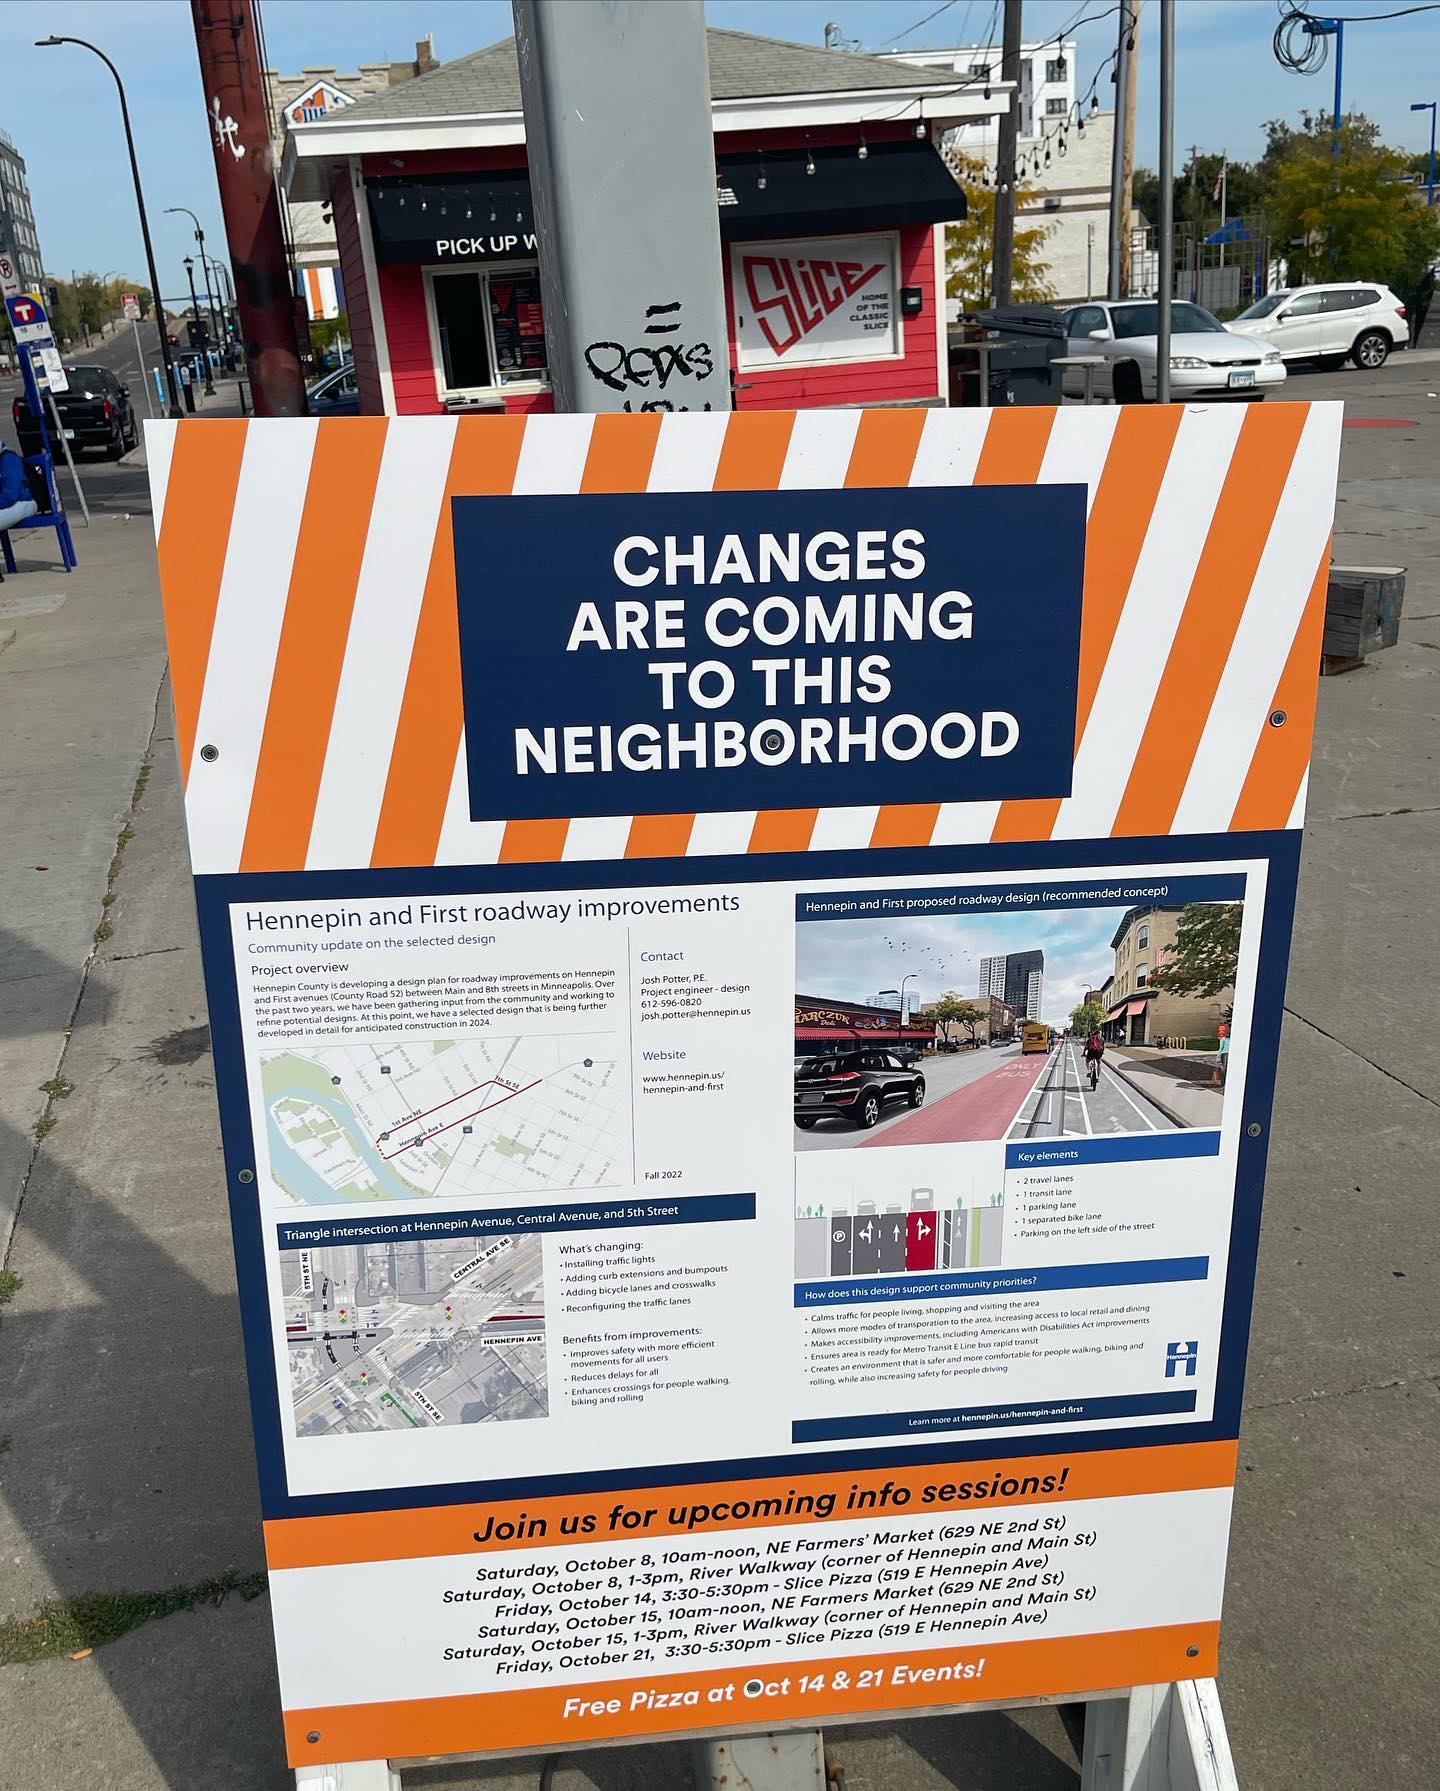 PICK UP W
SLICE
HOME
OF THE
CLASSIC
SLICE
T
=
CHANGES
ARE COMING
TO THIS
NEIGHBORHOOD
Hennepin and First roadway improvements
Community update on the selected design
Project overview
Hennepin County is developing a design plan for roadway improvements on Hennepin
and First avenues (County Road 52) between Main and 8th streets in Minneapolis. Over
the past two years, we have been gathering input from the community and working to
refine potential designs. At this point, we have a selected design that is being further
developed in detail for anticipated construction in 2024.
Contact
Josh Potter, P.E.
Project engineer - design
612-596-0820
josh.potter@hennepin.us
Website
www.hennepin.us/
hennepin-and-first
Fall 2022
7th St SE
1st Ave NE
Hennepin Ave E
Triangle intersection at Hennepin Avenue, Central Avenue, and 5th Street
5TH ST NE
CENTRAL AVE SE
HENNEPIN AVE
5TH ST SE
What's changing:
• Installing traffic lights
• Adding curb extensions and bumpouts
• Adding bicycle lanes and crosswalks
• Reconfiguring the traffic lanes
Benefits from improvements:
• Improves safety with more efficient
movements for all users
• Reduces delays for all
• Enhances crossings for people walking,
biking and rolling
Hennepin and First proposed roadway design (recommended concept)
MARCZUK
Deli
ONLY
BUS
P
Key elements
• 2 travel lanes
• 1 transit lane
• 1 parking lane
• 1 separated bike lane
• Parking on the left side of the street
How does this design support community priorities?
• Calms traffic for people living, shopping and visiting the area
• Allows more modes of transporation to the area, increasing access to local retail and dining
• Makes accessibility improvements, including Americans with Disabilities Act improvements
• Ensures area is ready for Metro Transit E Line bus rapid transit
• Creates an environment that is safer and more comfortable for people walking, biking and
rolling, while also increasing safety for people driving
Hennepin
Learn more at hennepin.us/hennepin-and-first
Join us for upcoming info sessions!
Saturday, October 8, 10am-noon, NE Farmers' Market (629 NE 2nd St)
Saturday, October 8, 1-3pm, River Walkway (corner of Hennepin and Main St)
Friday, October 14, 3:30-5:30pm - Slice Pizza (519 E Hennepin Ave)
Saturday, October 15, 10am-noon, NE Farmers Market (629 NE 2nd St)
Saturday, October 15, 1-3pm, River Walkway (corner of Hennepin and Main St)
Friday, October 21, 3:30-5:30pm - Slice Pizza (519 E Hennepin Ave)
Free Pizza at Oct 14 & 21 Events!